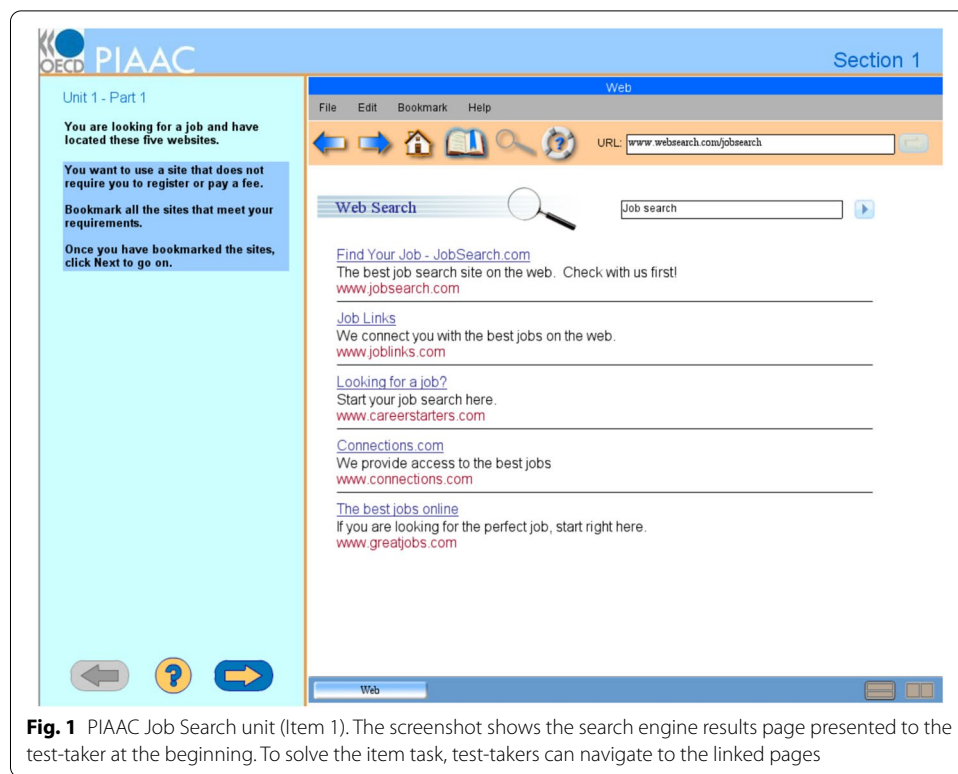 OECD PIAAC
Section 1
Unit 1 - Part 1
You are looking for a job and have
located these five websites.
You want to use a site that does not
require you to register or pay a fee.
Bookmark all the sites that meet your
requirements.
Once you have bookmarked the sites,
click Next to go on.
Web
File Edit Bookmark Help
URL: www.websearch.com/jobsearch
Web Search
Job search
Find Your Job - JobSearch.com
The best job search site on the web. Check with us first!
www.jobsearch.com
Job Links
We connect you with the best jobs on the web.
www.joblinks.com
Looking for a job?
Start your job search here.
www.careerstarters.com
Connections.com
We provide access to the best jobs
www.connections.com
The best jobs online
If you are looking for the perfect job, start right here.
www.greatjobs.com
?
Web
Fig. 1 PIAAC Job Search unit (Item 1). The screenshot shows the search engine results page presented to the
test-taker at the beginning. To solve the item task, test-takers can navigate to the linked pages